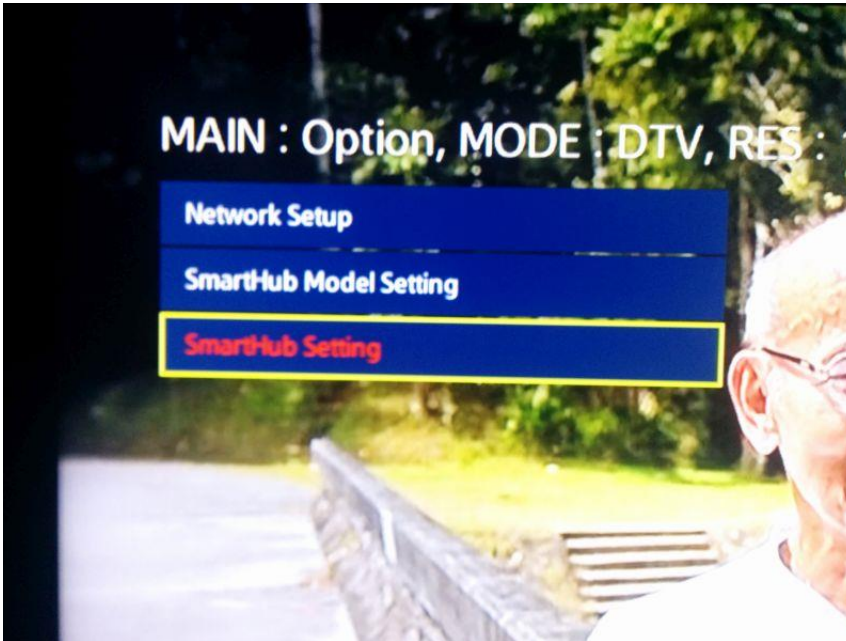 MAIN : Option, MODE : DTV, RES :
Network Setup
SmartHub Model Setting
SmartHub Setting